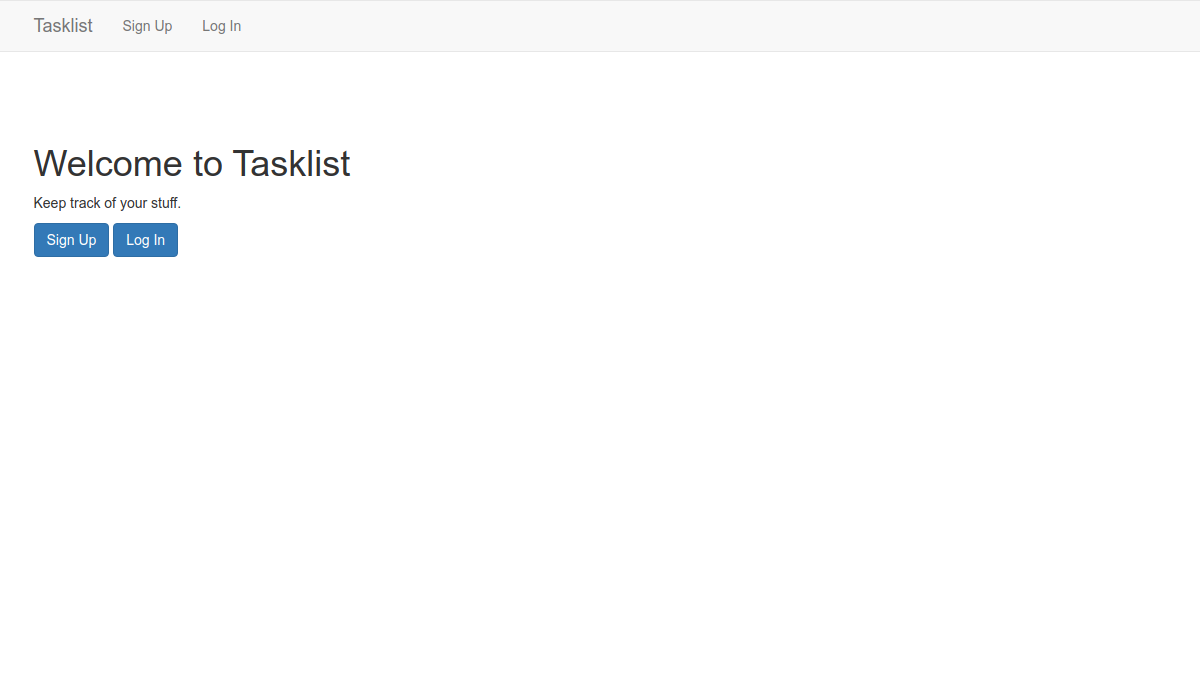 Tasklist Sign Up Log In
Welcome to Tasklist
Keep track of your stuff.
Sign Up Log In